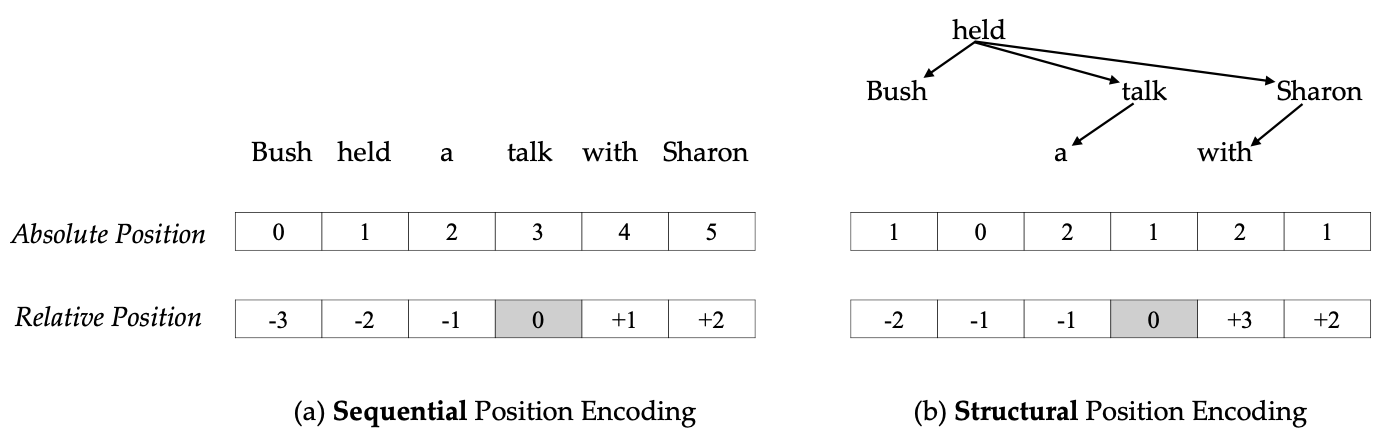 held
Bush talk Sharon
a with
Bush held a talk with Sharon
Absolute Position 0 1 2 3 4 5 1 0 2 1 2 1
Relative Position -3 -2 -1 0 +1 +2 -2 -1 -1 0 +3 +2
(a) Sequential Position Encoding (b) Structural Position Encoding